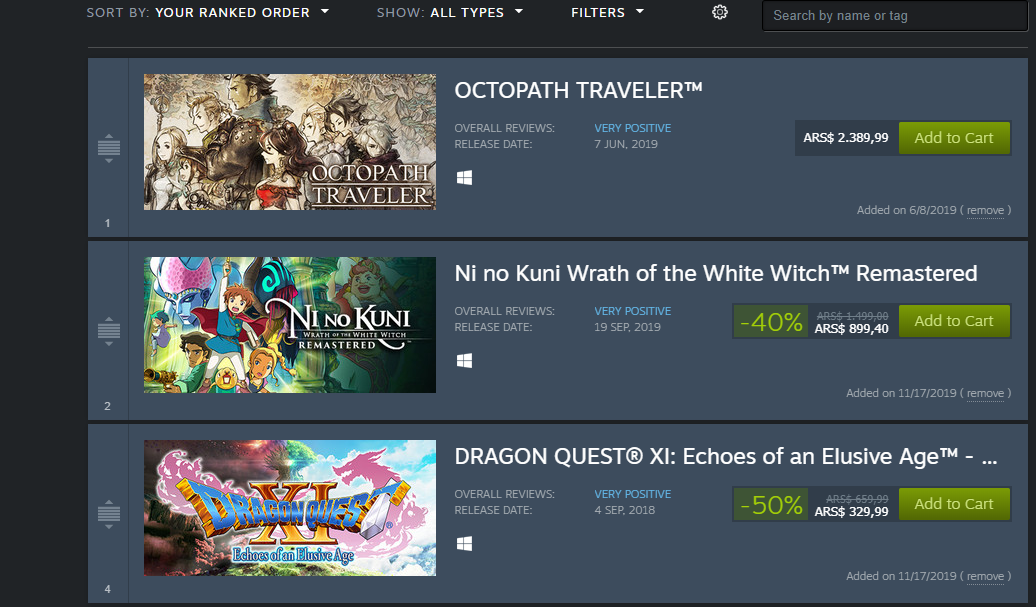 SORT BY: YOUR RANKED ORDER SHOW: ALL TYPES FILTERS Search by name or tag
OCTOPATH TRAVELER™
OVERALL REVIEWS: VERY POSITIVE
RELEASE DATE: 7 JUN, 2019
ARS$ 2.389,99 Add to Cart
OCTOPATH
TRAVELER
Added on 6/8/2019 ( remove )
1
Ni no Kuni Wrath of the White Witch™ Remastered
OVERALL REVIEWS: VERY POSITIVE
RELEASE DATE: 19 SEP, 2019
-40% ARS$ 1.499,00
ARS$ 899,40 Add to Cart
NI NO KUNI
WRATH OF THE WHITE WITCH™
REMASTERED
Added on 11/17/2019 ( remove )
2
DRAGON QUEST® XI: Echoes of an Elusive Age™ - ...
OVERALL REVIEWS: VERY POSITIVE
RELEASE DATE: 4 SEP, 2018
-50% ARS$ 659,99
ARS$ 329,99 Add to Cart
DRAGON QUEST®
XI
Echoes of an Elusive Age
Added on 11/17/2019 ( remove )
4